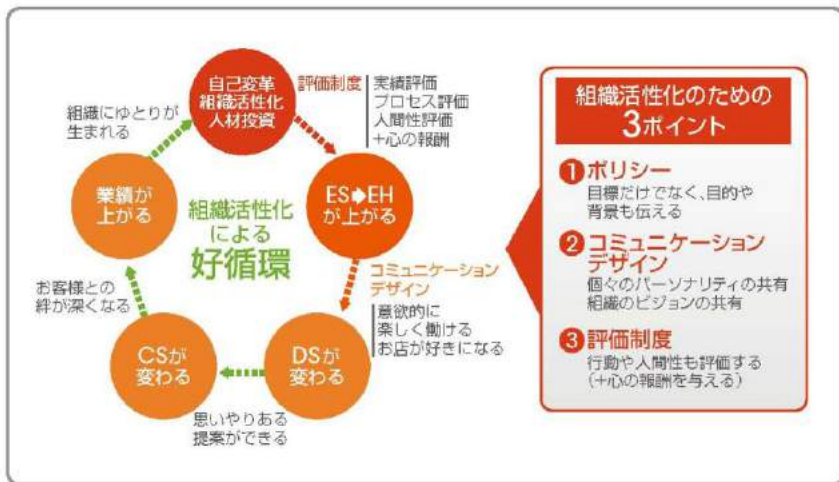 自己変革
組織活性化
人材投資
評価制度
実績評価
プロセス評価
人間性評価
+心の報酬
ES➡EH
が上がる
コミュニケーション
デザイン
意欲的に
楽しく働ける
お店が好きになる
DSが
変わる
思いやりある
提案ができる
CSが
変わる
お客様との
絆が深くなる
業績が
上がる
組織にゆとりが
生まれる
組織活性化
による
好循環
組織活性化のための
3ポイント
1 ポリシー
目標だけでなく、目的や
背景も伝える
2 コミュニケーション
デザイン
個々のパーソナリティの共有
組織のビジョンの共有
3 評価制度
行動や人間性も評価する
(+心の報酬を与える)